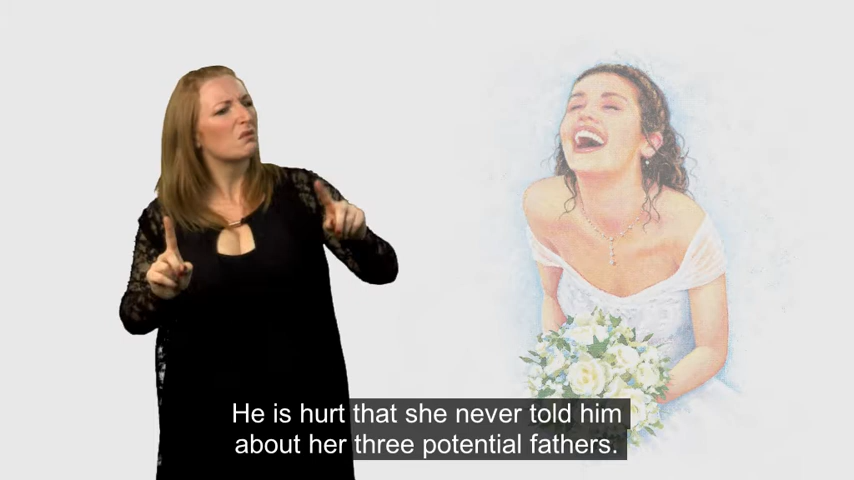 He is hurt that she never told him
about her three potential fathers.